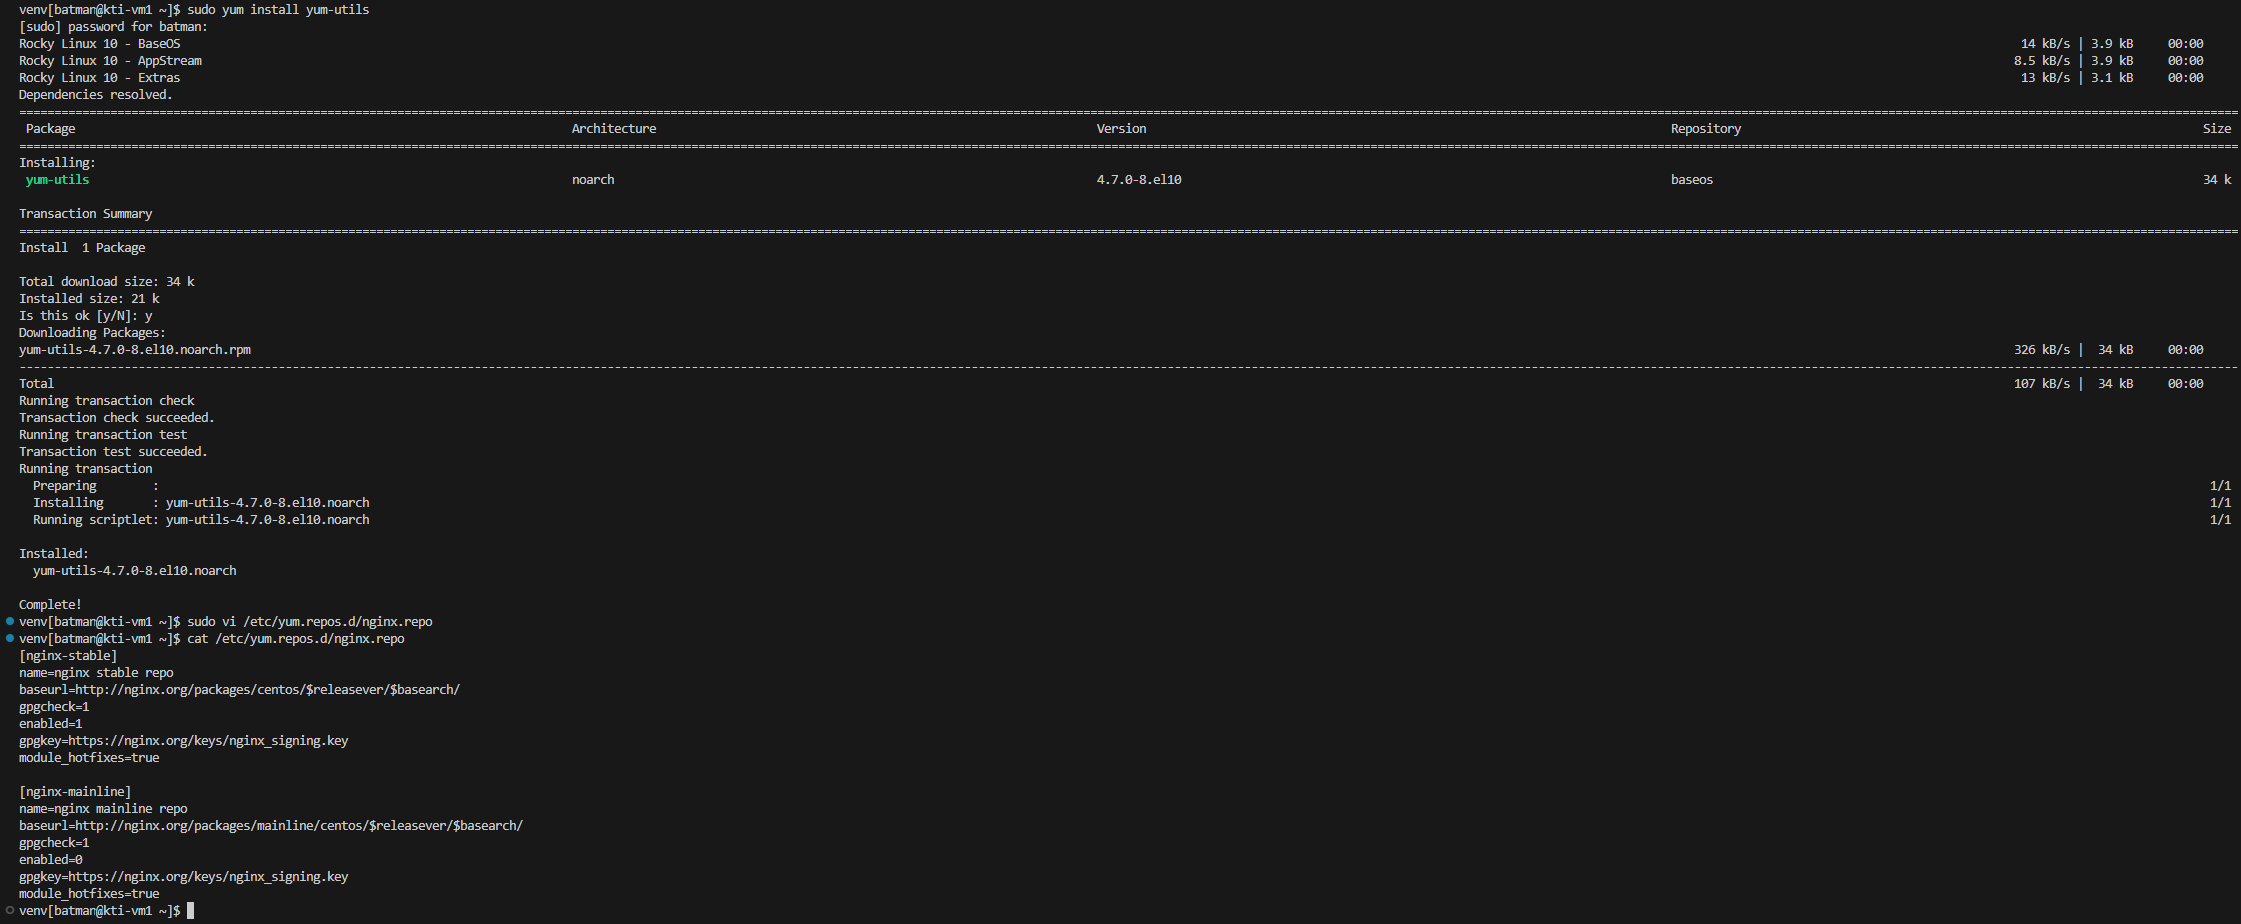 venv[batman@kti-vm1 ~]$ sudo yum install yum-utils
[sudo] password for batman:
Rocky Linux 10 - BaseOS 14 kB/s | 3.9 kB 00:00
Rocky Linux 10 - AppStream 8.5 kB/s | 3.9 kB 00:00
Rocky Linux 10 - Extras 13 kB/s | 3.1 kB 00:00
Dependencies resolved.
Package Architecture Version Repository Size
Installing:
yum-utils noarch 4.7.0-8.el10 baseos 34 k
Transaction Summary
Install 1 Package
Total download size: 34 k
Installed size: 21 k
Is this ok [y/N]: y
Downloading Packages:
yum-utils-4.7.0-8.el10.noarch.rpm 326 kB/s | 34 kB 00:00
Total 107 kB/s | 34 kB 00:00
Running transaction check
Transaction check succeeded.
Running transaction test
Transaction test succeeded.
Running transaction
Preparing : 1/1
Installing : yum-utils-4.7.0-8.el10.noarch 1/1
Running scriptlet: yum-utils-4.7.0-8.el10.noarch 1/1
Installed:
yum-utils-4.7.0-8.el10.noarch
Complete!
venv[batman@kti-vm1 ~]$ sudo vi /etc/yum.repos.d/nginx.repo
venv[batman@kti-vm1 ~]$ cat /etc/yum.repos.d/nginx.repo
[nginx-stable]
name=nginx stable repo
baseurl=http://nginx.org/packages/centos/$releasever/$basearch/
gpgcheck=1
enabled=1
gpgkey=https://nginx.org/keys/nginx_signing.key
module_hotfixes=true
[nginx-mainline]
name=nginx mainline repo
baseurl=http://nginx.org/packages/mainline/centos/$releasever/$basearch/
gpgcheck=1
enabled=0
gpgkey=https://nginx.org/keys/nginx_signing.key
module_hotfixes=true
venv[batman@kti-vm1 ~]$